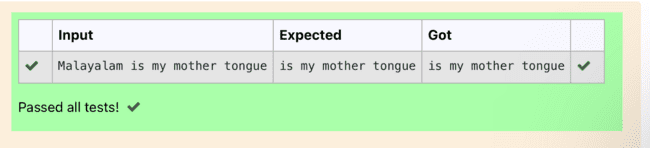 Input Expected Got
Malayalam is my mother tongue is my mother tongue is my mother tongue
Passed all tests!